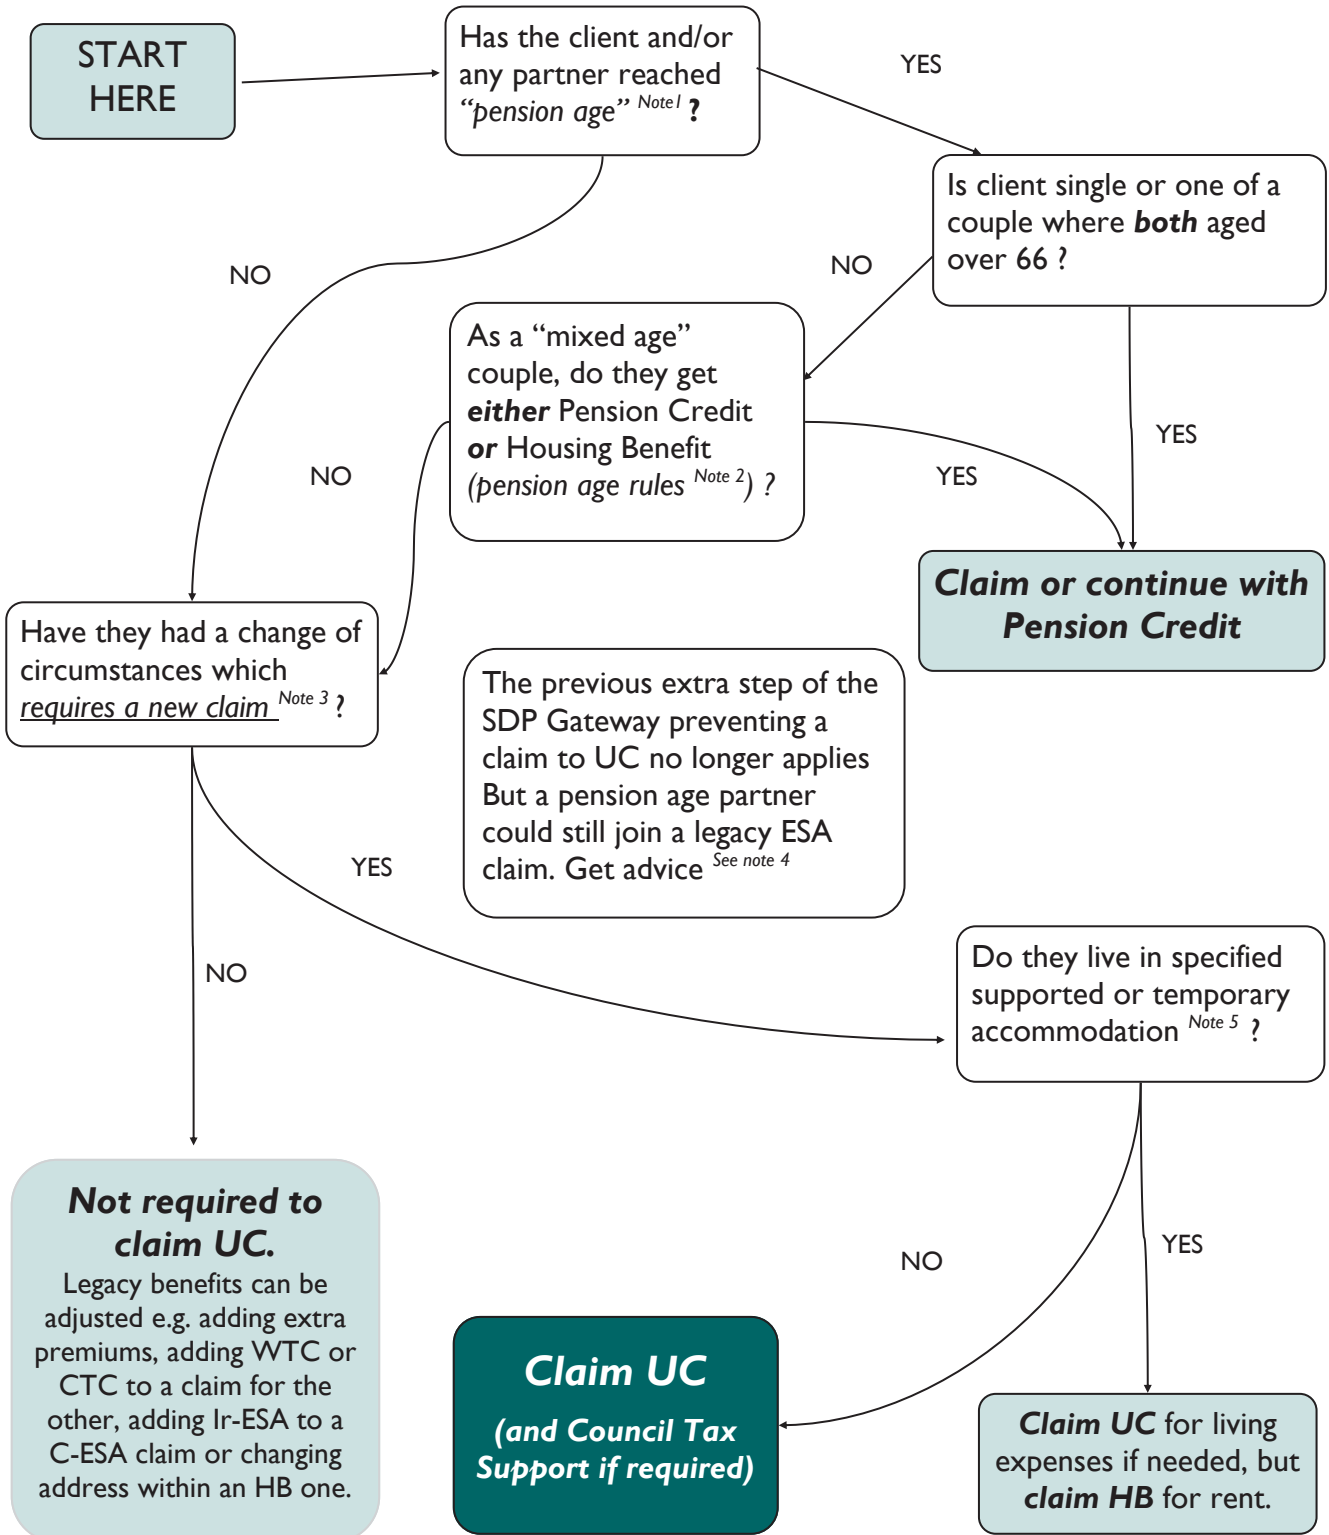 START
HERE
Has the client and/or
any partner reached
“pension age” Note1 ?
YES
Is client single or one of a
couple where both aged
over 66 ?
NO
NO
As a “mixed age”
couple, do they get
either Pension Credit
or Housing Benefit
(pension age rules Note 2) ?
YES
NO
YES
Claim or continue with
Pension Credit
Have they had a change of
circumstances which
requires a new claim Note 3 ?
The previous extra step of the
SDP Gateway preventing a
claim to UC no longer applies
But a pension age partner
could still join a legacy ESA
claim. Get advice See note 4
YES
NO
Do they live in specified
supported or temporary
accommodation Note 5 ?
Not required to
claim UC.
Legacy benefits can be
adjusted e.g. adding extra
premiums, adding WTC or
CTC to a claim for the
other, adding Ir-ESA to a
C-ESA claim or changing
address within an HB one.
NO
YES
Claim UC
(and Council Tax
Support if required)
Claim UC for living
expenses if needed, but
claim HB for rent.